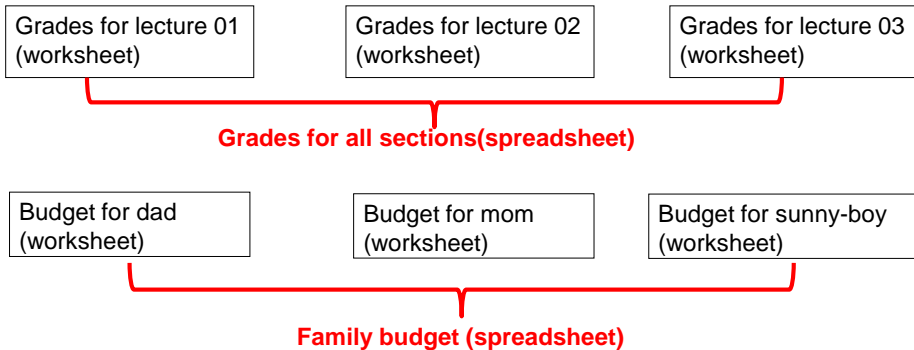 Grades for lecture 01
(worksheet)
Grades for lecture 02
(worksheet)
Grades for lecture 03
(worksheet)
Grades for all sections(spreadsheet)
Budget for dad
(worksheet)
Budget for mom
(worksheet)
Budget for sunny-boy
(worksheet)
Family budget (spreadsheet)